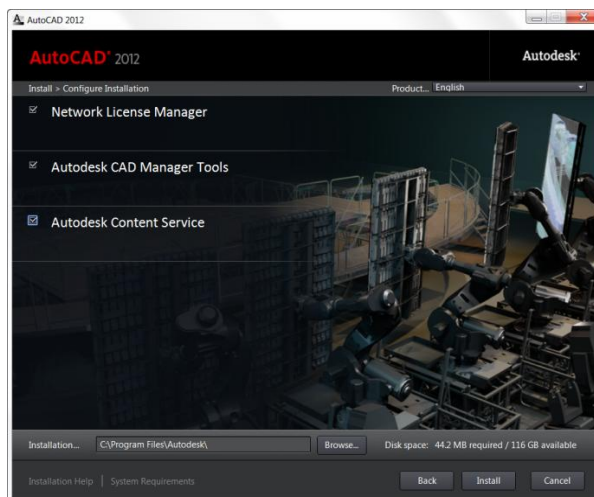 AutoCAD 2012
AutoCAD® 2012
Autodesk®
Install > Configure Installation
Product... English
Network License Manager
Autodesk CAD Manager Tools
Autodesk Content Service
Installation... C:\Program Files\Autodesk\ Browse... Disk space: 44.2 MB required / 116 GB available
Installation Help | System Requirements Back Install Cancel